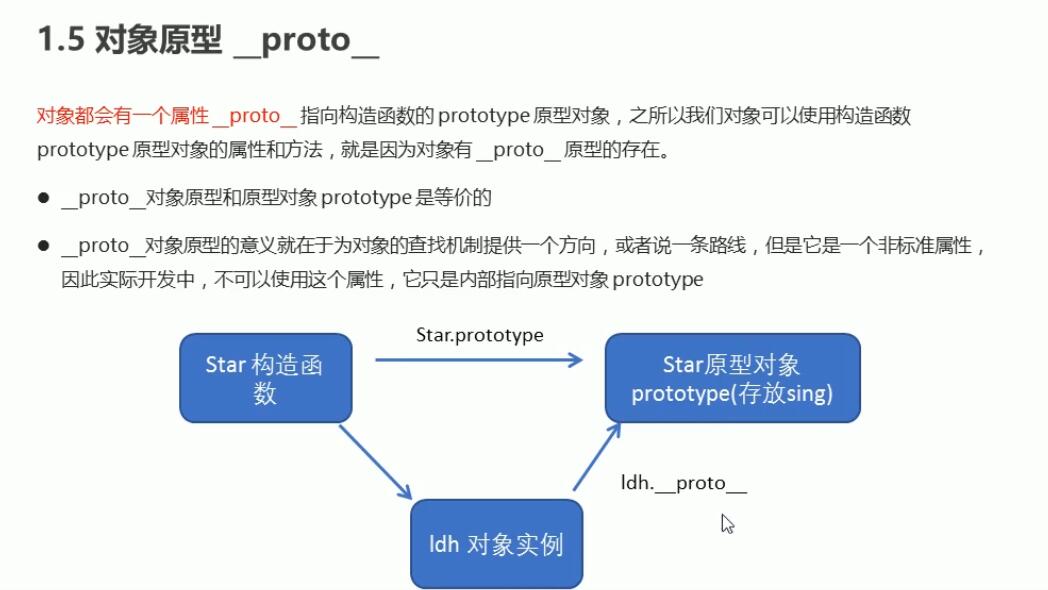 1.5 对象原型 __proto__
对象都会有一个属性 __proto__ 指向构造函数的 prototype 原型对象，之所以我们对象可以使用构造函数
prototype 原型对象的属性和方法，就是因为对象有 __proto__ 原型的存在。
● __proto__对象原型和原型对象 prototype 是等价的
● __proto__对象原型的意义就在于为对象的查找机制提供一个方向，或者说一条路线，但是它是一个非标准属性，
因此实际开发中，不可以使用这个属性，它只是内部指向原型对象 prototype
Star.prototype
Star 构造函
数
Star原型对象
prototype(存放sing)
ldh.__proto__
ldh 对象实例